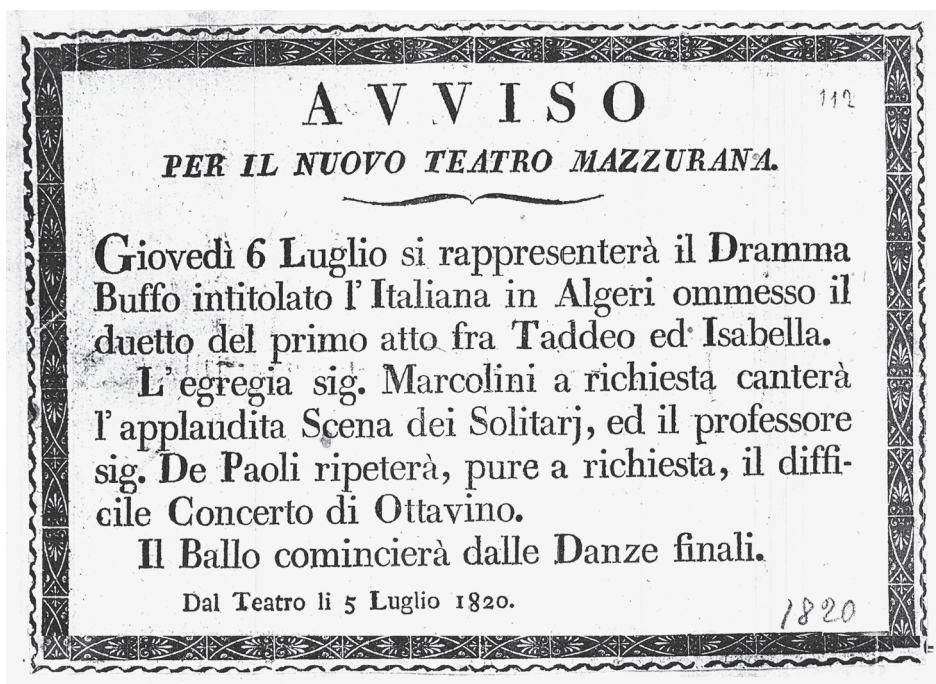 AVVISO
112
PER IL NUOVO TEATRO MAZZURANA.
Giovedì 6 Luglio si rappresenterà il Dramma
Buffo intitolato l'Italiana in Algeri ommesso il
duetto del primo atto fra Taddeo ed Isabella.
L'egregia sig. Marcolini a richiesta canterà
l'applaudita Scena dei Solitarj, ed il professore
sig. De Paoli ripeterà, pure a richiesta, il diffi-
cile Concerto di Ottavino.
Il Ballo comincierà dalle Danze finali.
Dal Teatro li 5 Luglio 1820.
1820